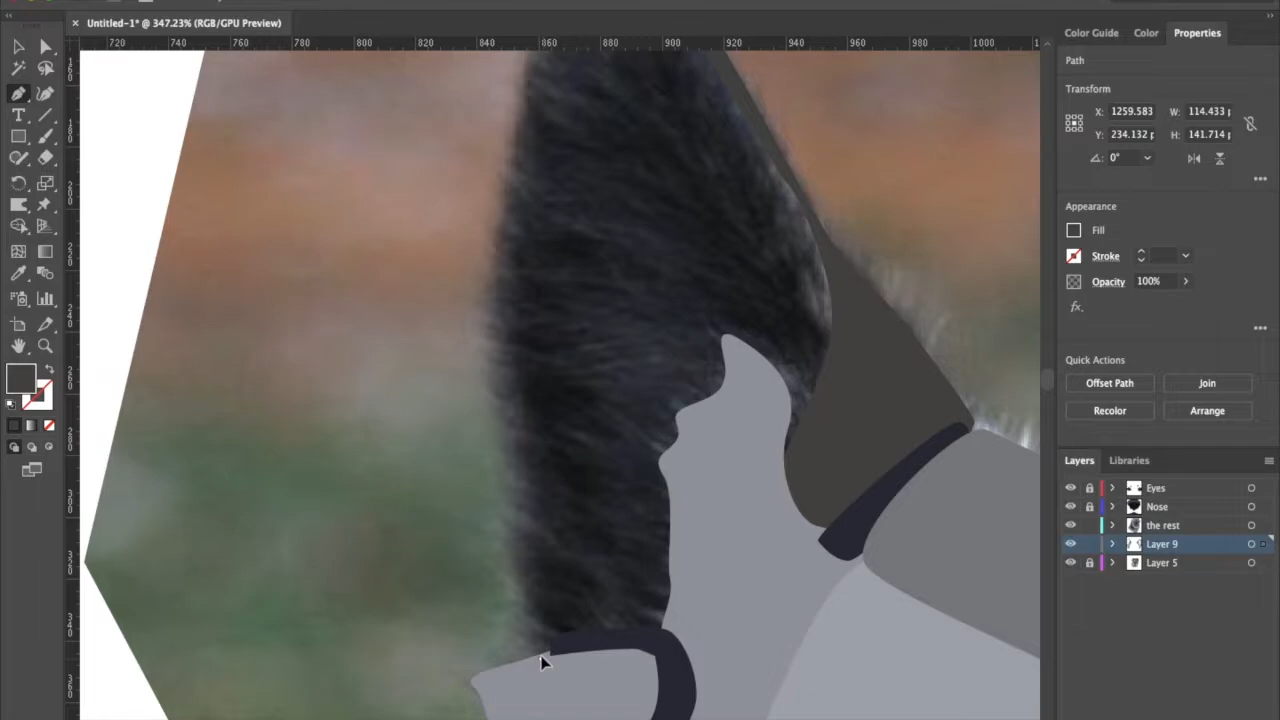 Untitled-1* @ 347.23% (RGB/GPU Preview)
Color Guide Color Properties
720 740 760 780 800 820 840 860 880 900 920 940 960 980 1000
Path
Transform
X: 1259.583 W: 114.433
Y: 234.132 H: 141.714
0°
Appearance
Fill
Stroke
Opacity 100%
fx.
Quick Actions
Offset Path Join
Recolor Arrange
Layers Libraries
Eyes
Nose
the rest
Layer 9
Layer 5